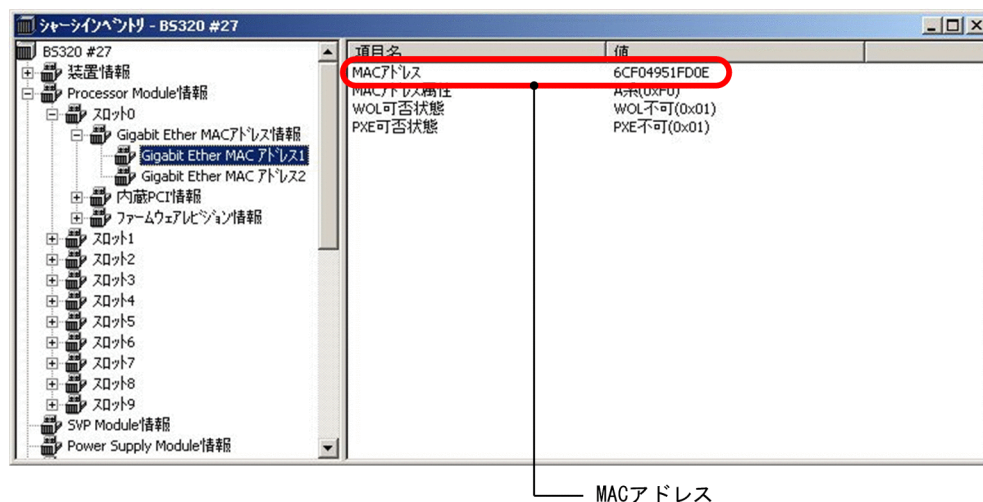 シャーシインベントリ - BS320 #27
BS320 #27
装置情報
Processor Module情報
スロット0
Gigabit Ether MACアドレス情報
Gigabit Ether MAC アドレス1
Gigabit Ether MAC アドレス2
内蔵PCI情報
ファームウェアレビジョン情報
スロット1
スロット2
スロット3
スロット4
スロット5
スロット6
スロット7
スロット8
スロット9
SVP Module情報
Power Supply Module情報
項目名 値
MACアドレス 6CF04951FD0E
MACアドレス属性 A系(0xF0)
WOL可否状態 WOL不可(0x01)
PXE可否状態 PXE不可(0x01)
MACアドレス